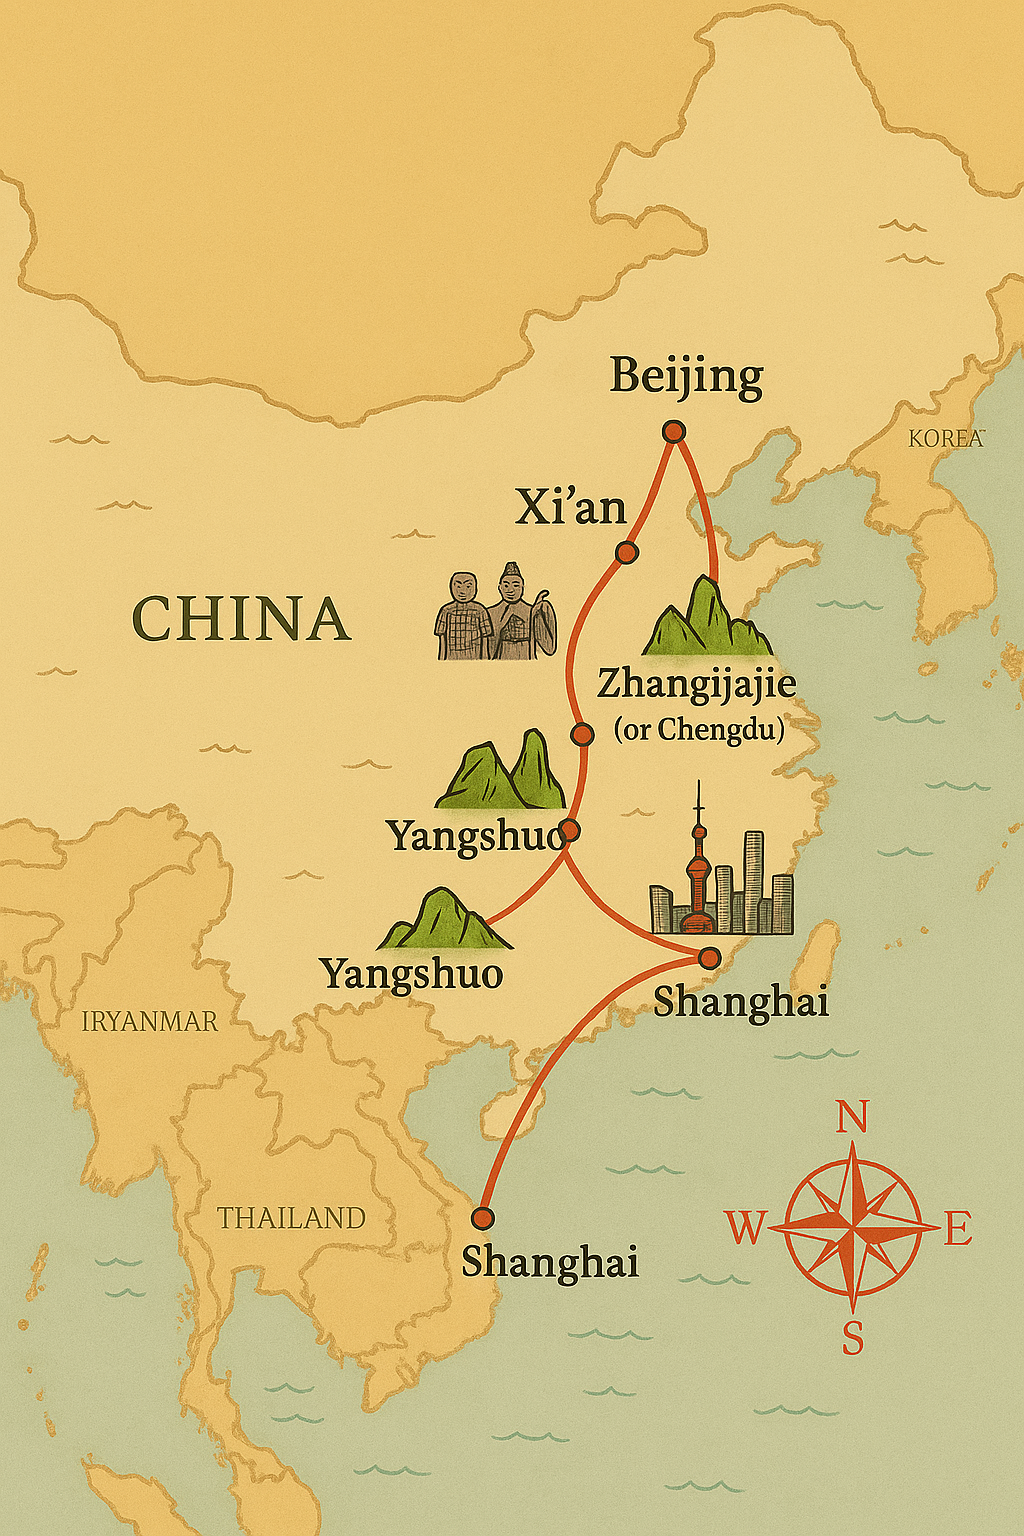 Beijing
KOREA
Xi'an
CHINA
Zhangijajie
(or Chengdu)
Yangshuo
Yangshuo
Shanghai
IRYANMAR
N
W
E
S
THAILAND
Shanghai